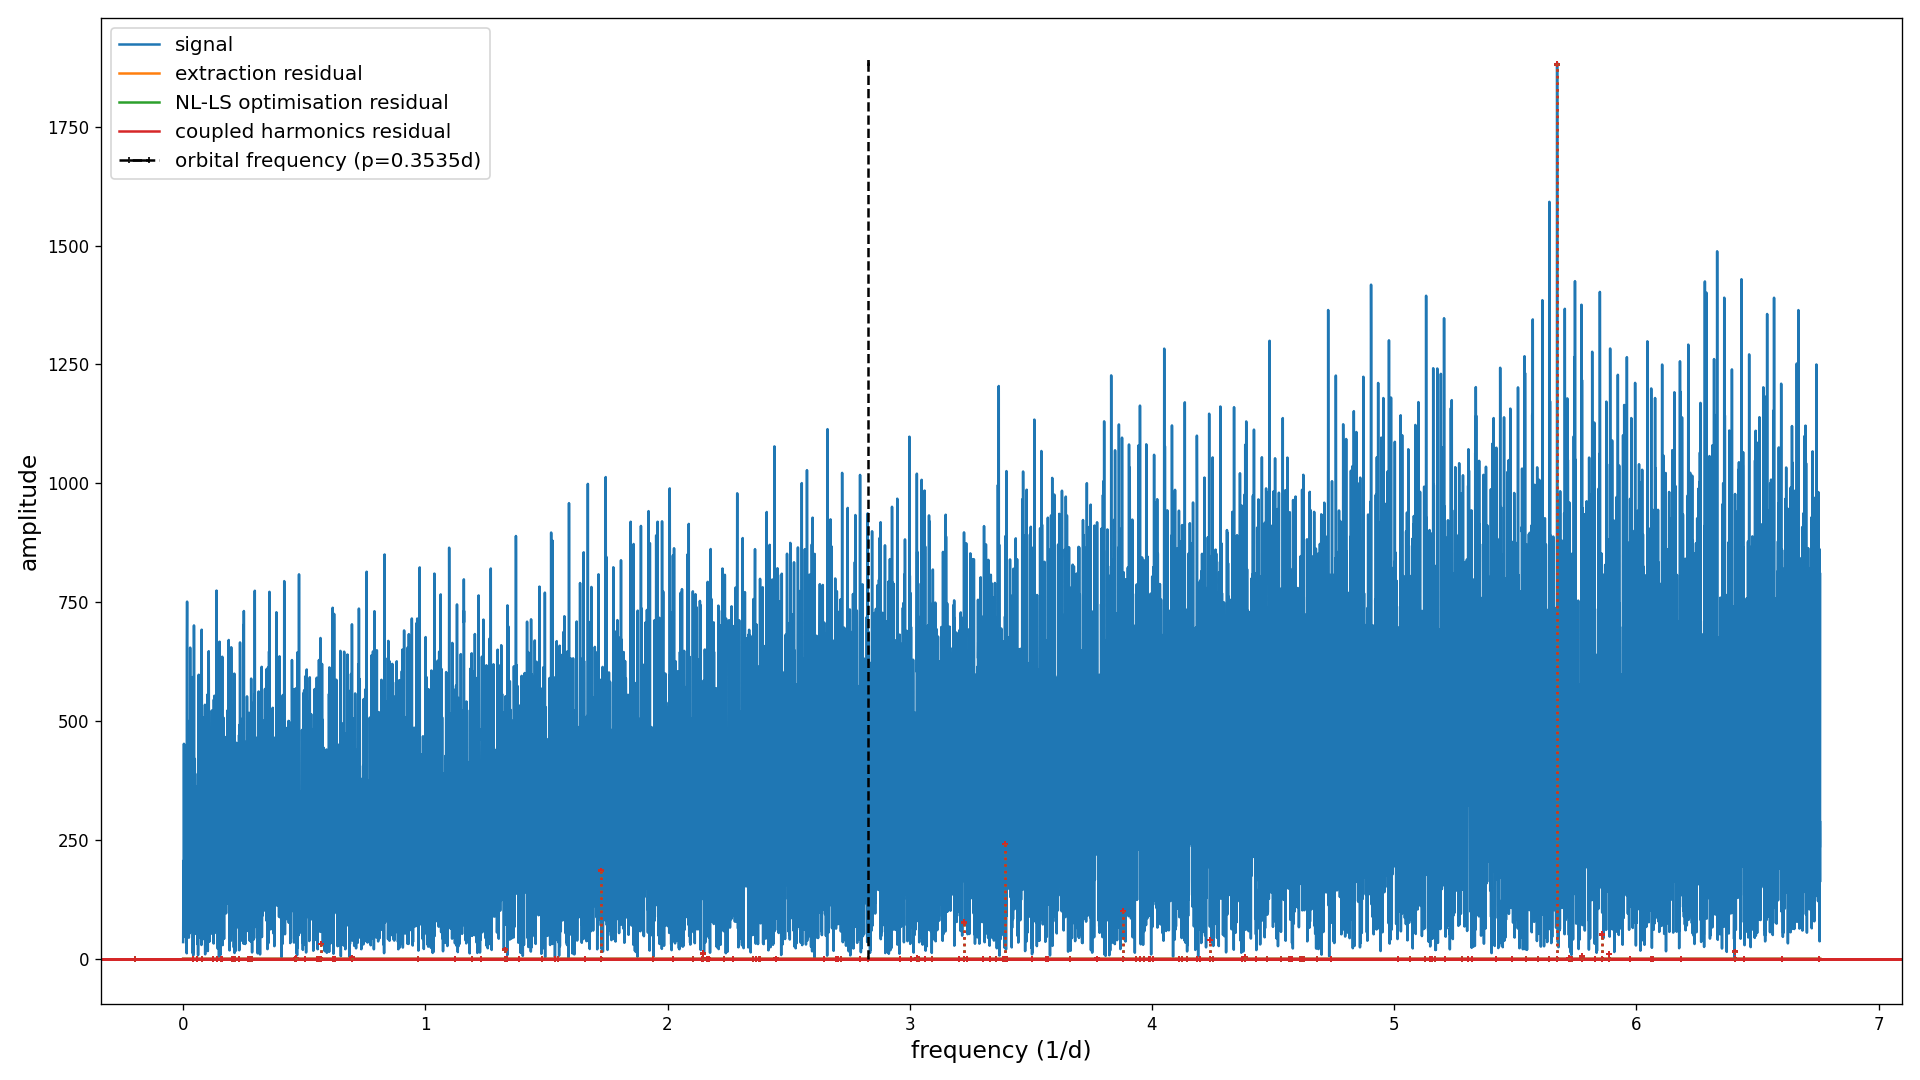 signal
extraction residual
NL-LS optimisation residual
coupled harmonics residual
orbital frequency (p=0.3535d)
amplitude
1750
1500
1250
1000
750
500
250
0
0 1 2 3 4 5 6 7
frequency (1/d)